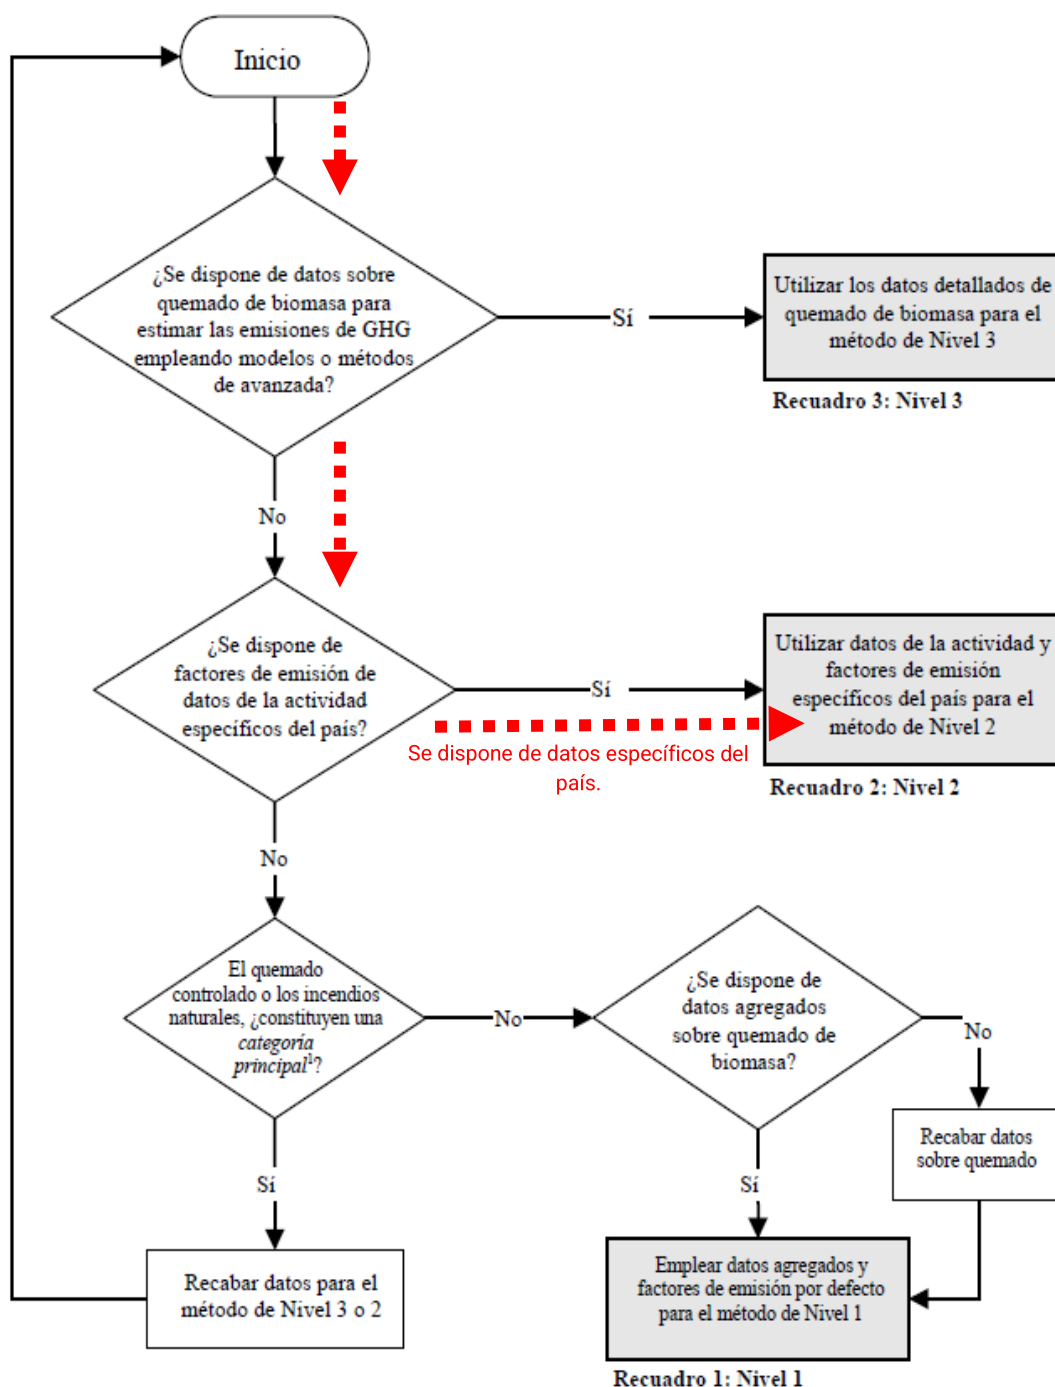 Inicio
¿Se dispone de datos sobre
quemado de biomasa para
estimar las emisiones de GHG
empleando modelos o métodos
de avanzada?
Sí
Utilizar los datos detallados de
quemado de biomasa para el
método de Nivel 3
Recuadro 3: Nivel 3
No
¿Se dispone de
factores de emisión de
datos de la actividad
específicos del país?
Sí
Utilizar datos de la actividad y
factores de emisión
específicos del país para el
método de Nivel 2
Se dispone de datos específicos del
país.
Recuadro 2: Nivel 2
No
El quemado
controlado o los incendios
naturales, ¿constituyen una
categoría
principal¹?
No
¿Se dispone de
datos agregados
sobre quemado de
biomasa?
No
Recabar datos
sobre quemado
Sí
Sí
Recabar datos para el
método de Nivel 3 o 2
Emplear datos agregados y
factores de emisión por defecto
para el método de Nivel 1
Recuadro 1: Nivel 1